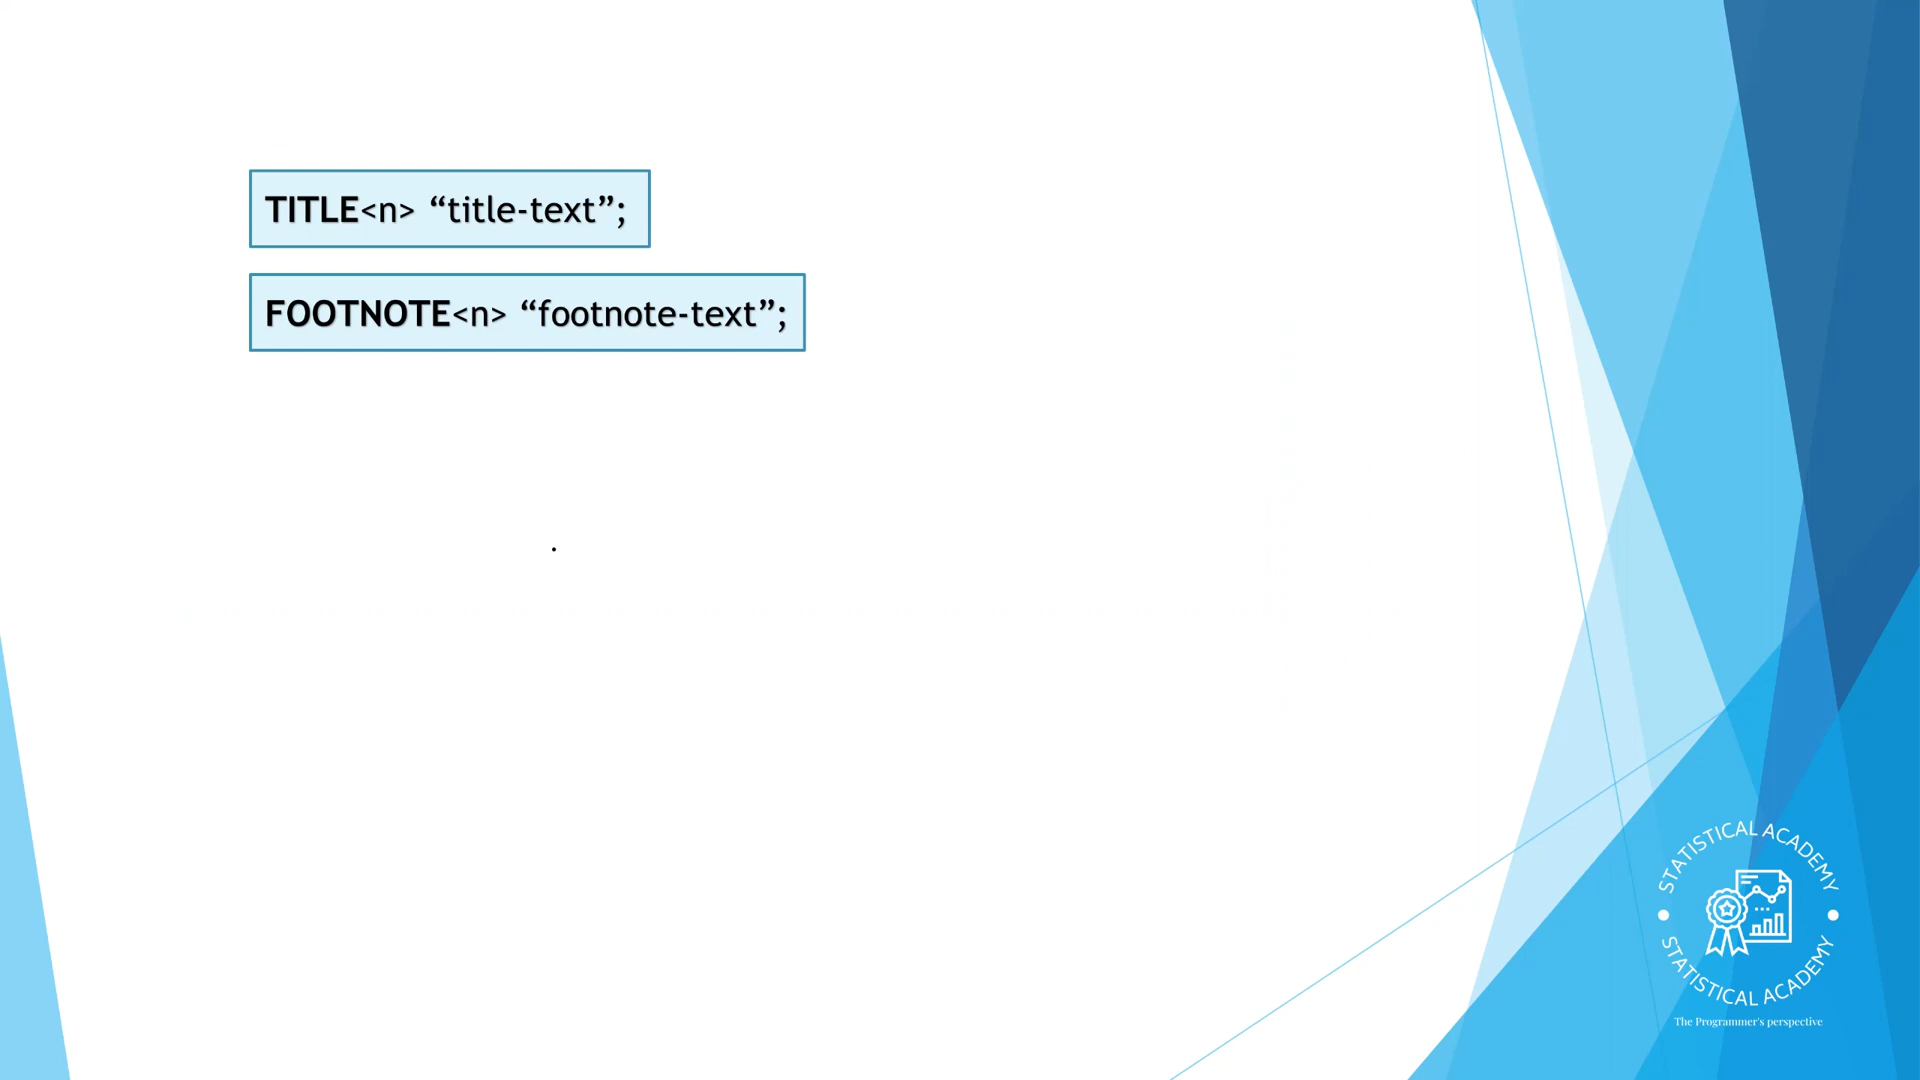 TITLE<n> “title-text”;
FOOTNOTE<n> “footnote-text”;
.
STATISTICAL ACADEMY
STATISTICAL ACADEMY
The Programmer's perspective